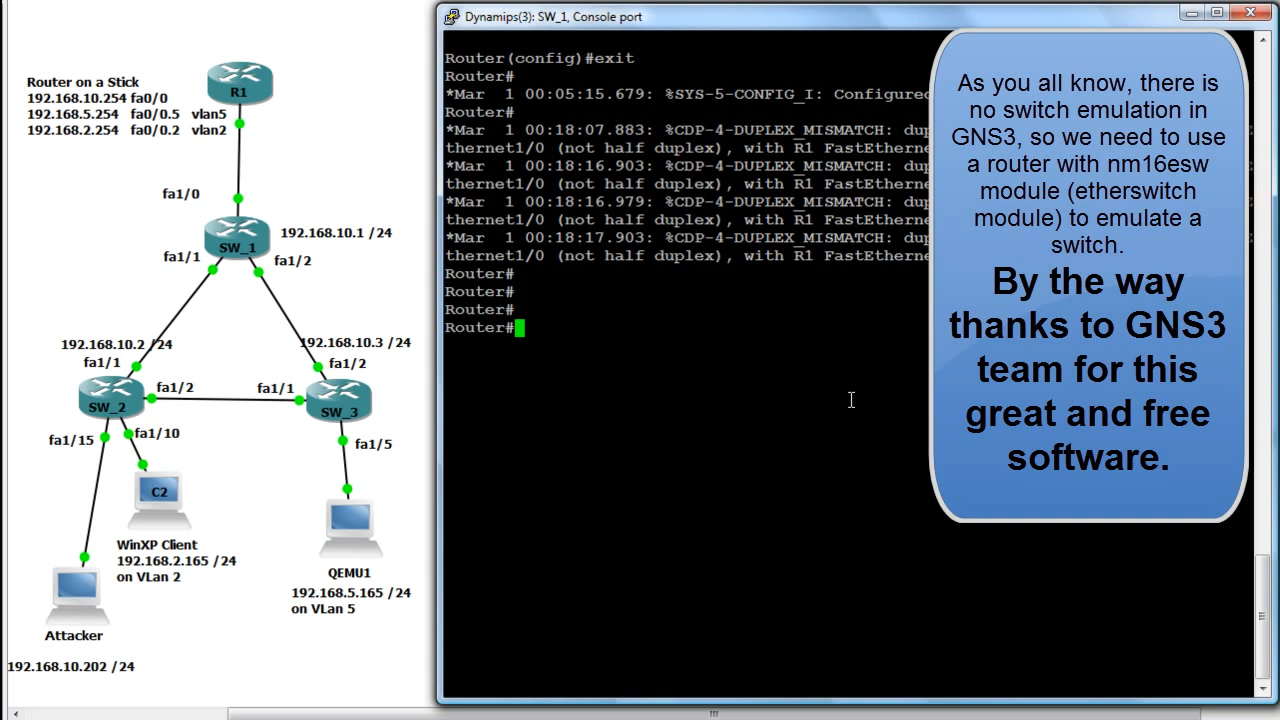 Dynamips(3): SW_1, Console port
Router on a Stick
192.168.10.254 fa0/0
192.168.5.254 fa0/0.5 vlan5
192.168.2.254 fa0/0.2 vlan2
R1
fa1/0
SW_1
192.168.10.1 /24
fa1/1
fa1/2
192.168.10.2 /24
fa1/1
192.168.10.3 /24
fa1/2
SW_2
fa1/2
fa1/1
SW_3
fa1/15
fa1/10
fa1/5
C2
WinXP Client
192.168.2.165 /24
on VLan 2
QEMU1
192.168.5.165 /24
on VLan 5
Attacker
192.168.10.202 /24
Router(config)#exit
Router#
*Mar 1 00:05:15.679: %SYS-5-CONFIG_I: Configured
Router#
*Mar 1 00:18:07.883: %CDP-4-DUPLEX_MISMATCH: dup
thernet1/0 (not half duplex), with R1 FastEtherne
*Mar 1 00:18:16.903: %CDP-4-DUPLEX_MISMATCH: dup
thernet1/0 (not half duplex), with R1 FastEtherne
*Mar 1 00:18:16.979: %CDP-4-DUPLEX_MISMATCH: dup
thernet1/0 (not half duplex), with R1 FastEtherne
*Mar 1 00:18:17.903: %CDP-4-DUPLEX_MISMATCH: dup
thernet1/0 (not half duplex), with R1 FastEtherne
Router#
Router#
Router#
Router#
As you all know, there is
no switch emulation in
GNS3, so we need to use
a router with nm16esw
module (etherswitch
module) to emulate a
switch.
By the way
thanks to GNS3
team for this
great and free
software.